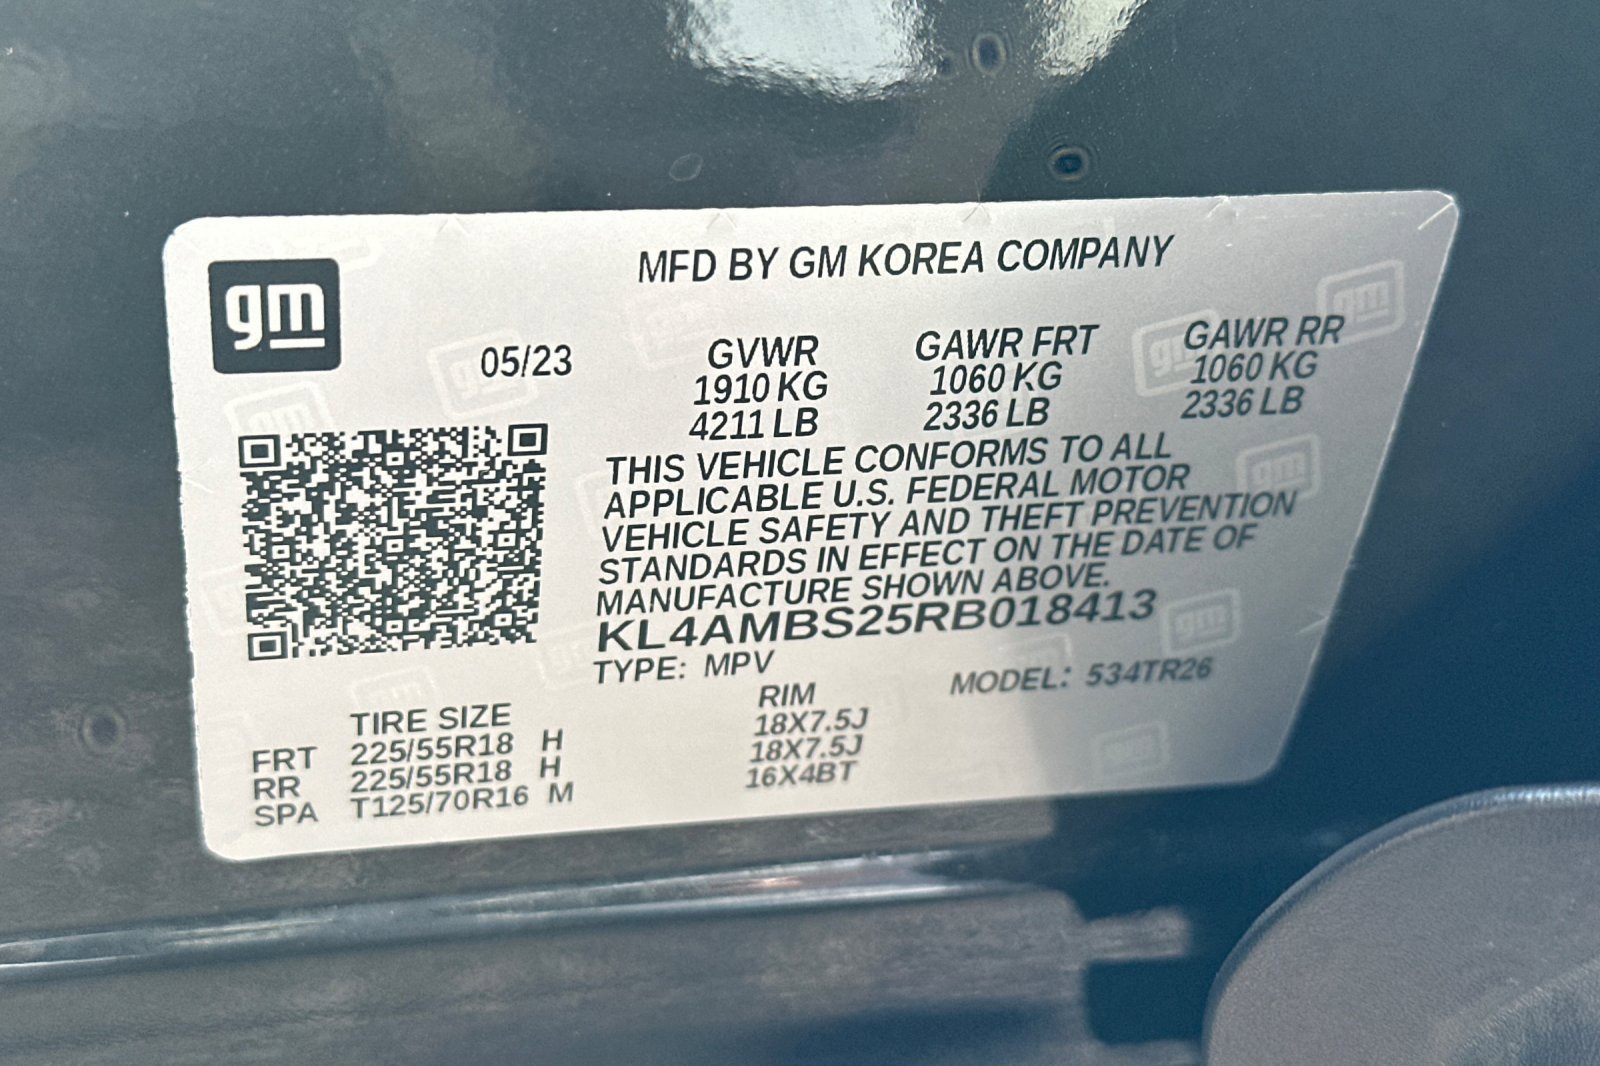 gm
MFD BY GM KOREA COMPANY
05/23
GVWR GAWR FRT GAWR RR
1910 KG 1060 KG 1060 KG
4211 LB 2336 LB 2336 LB
THIS VEHICLE CONFORMS TO ALL
APPLICABLE U.S. FEDERAL MOTOR
VEHICLE SAFETY AND THEFT PREVENTION
STANDARDS IN EFFECT ON THE DATE OF
MANUFACTURE SHOWN ABOVE.
KL4AMBS25RB018413
TYPE: MPV MODEL: 534TR26
TIRE SIZE RIM
FRT 225/55R18 H 18X7.5J
RR 225/55R18 H 18X7.5J
SPA T125/70R16 M 16X4BT